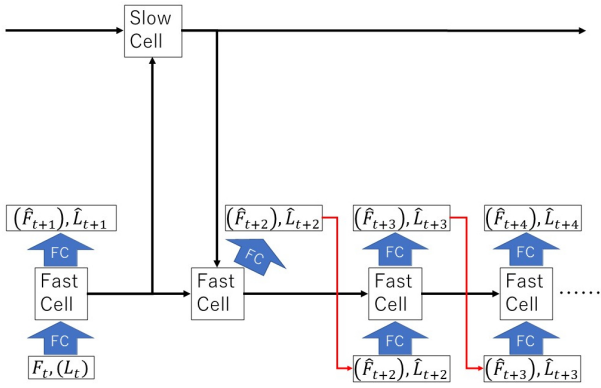 Slow
Cell
(F̂ₜ₊₁), L̂ₜ₊₁
(F̂ₜ₊₂), L̂ₜ₊₂
(F̂ₜ₊₃), L̂ₜ₊₃
(F̂ₜ₊₄), L̂ₜ₊₄
FC
FC
FC
FC
Fast
Cell
Fast
Cell
Fast
Cell
Fast
Cell
......
FC
FC
FC
Fₜ, (Lₜ)
(F̂ₜ₊₂), L̂ₜ₊₂
(F̂ₜ₊₃), L̂ₜ₊₃